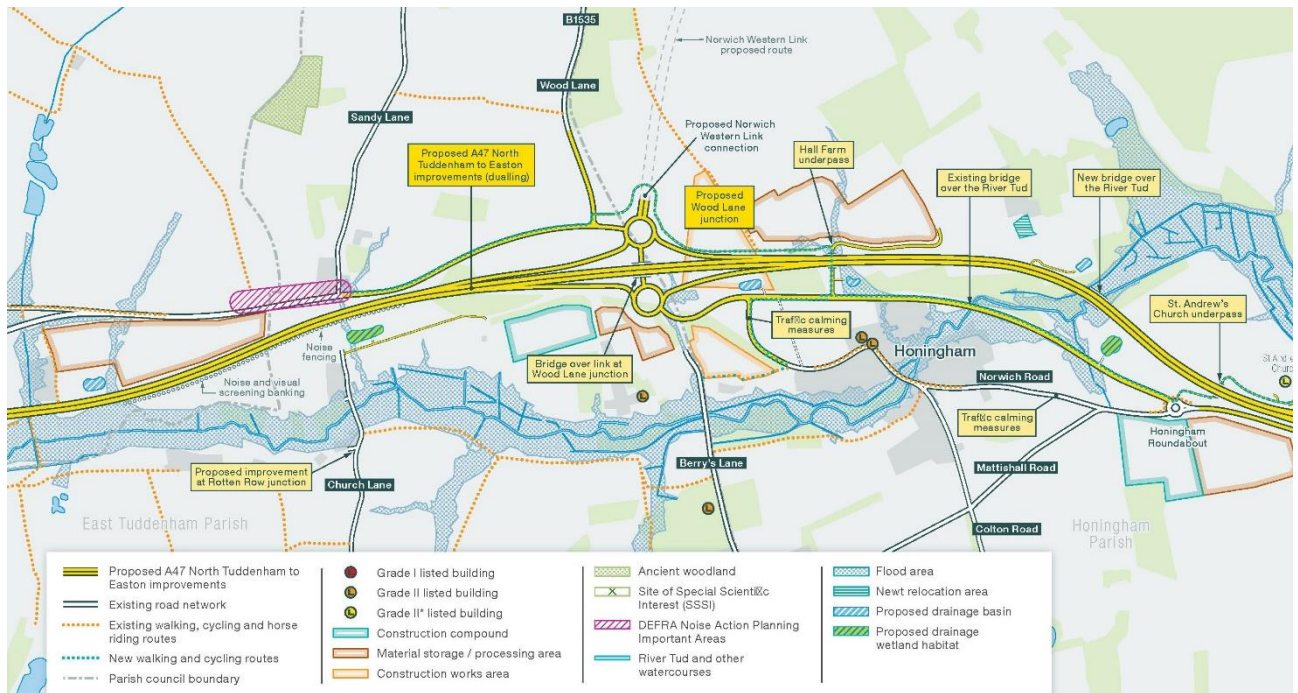 B1535
Norwich Western Link
proposed route
Wood Lane
Sandy Lane
Proposed Norwich
Western Link
connection
Hall Farm
underpass
Proposed A47 North
Tuddenham to Easton
improvements (dualling)
Proposed
Wood Lane
junction
Existing bridge
over the River Tud
New bridge over
the River Tud
St. Andrew's
Church underpass
Noise
fencing
Traffic calming
measures
Honingham
St And
Church
Bridge over link at
Wood Lane junction
Noise and visual
screening banking
Norwich Road
Traffic calming
measures
Honingham
Roundabout
Proposed improvement
at Rotten Row junction
Berry's Lane
Mattishall Road
Church Lane
East Tuddenham Parish
Colton Road
Honingham
Parish
Proposed A47 North Tuddenham to
Easton improvements
Existing road network
Existing walking, cycling and horse
riding routes
New walking and cycling routes
Parish council boundary
L Grade I listed building
L Grade II listed building
L Grade II* listed building
Construction compound
Material storage / processing area
Construction works area
Ancient woodland
Site of Special Scientific
Interest (SSSI)
DEFRA Noise Action Planning
Important Areas
River Tud and other
watercourses
Flood area
Newt relocation area
Proposed drainage basin
Proposed drainage
wetland habitat